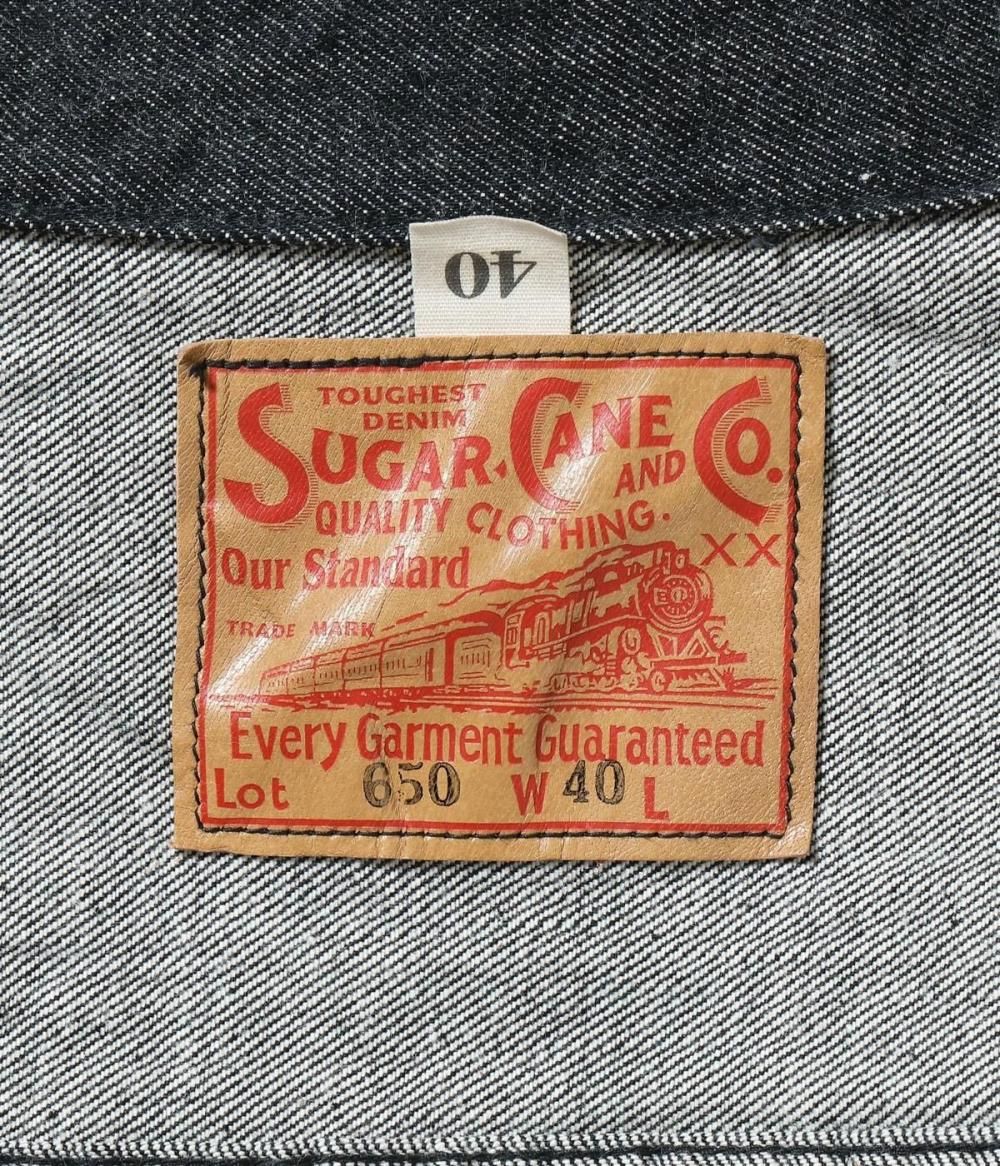 40
TOUGHEST
DENIM
SUGAR CANE CO.
AND
QUALITY CLOTHING.
XX
Our Standard
TRADE MARK
Every Garment Guaranteed
Lot 650 W 40 L